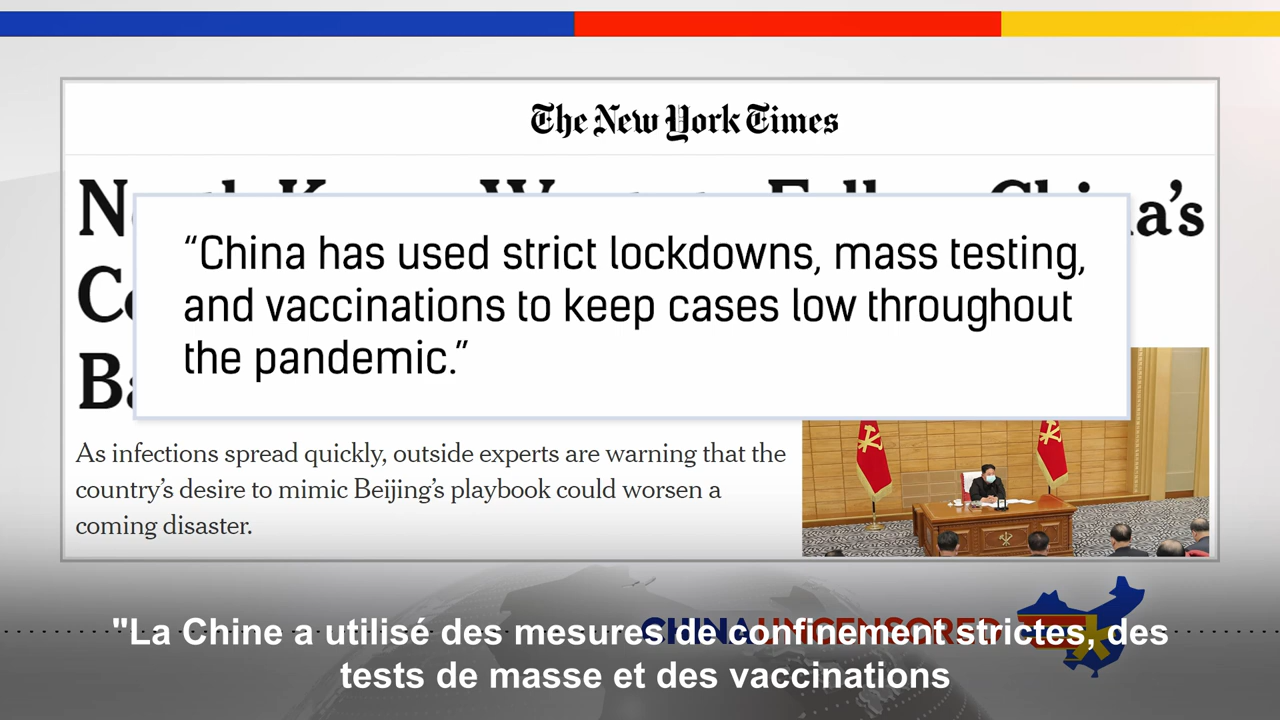 The New York Times
“China has used strict lockdowns, mass testing,
and vaccinations to keep cases low throughout
the pandemic.”
As infections spread quickly, outside experts are warning that the
country’s desire to mimic Beijing’s playbook could worsen a
coming disaster.
CHINA UNCENSORED
"La Chine a utilisé des mesures de confinement strictes, des
tests de masse et des vaccinations